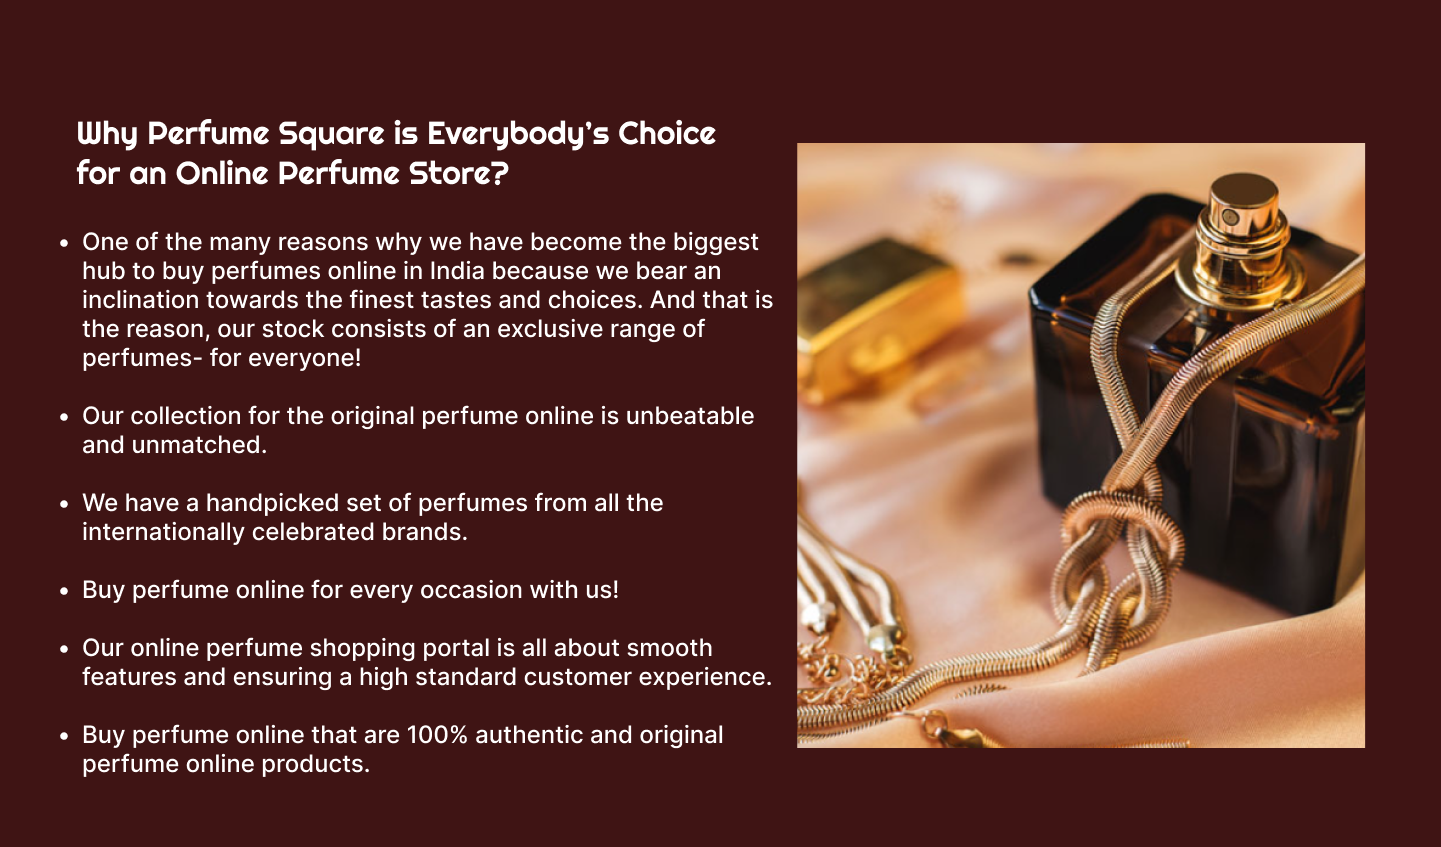 Why Perfume Square is Everybody's Choice
for an Online Perfume Store?
• One of the many reasons why we have become the biggest
hub to buy perfumes online in India because we bear an
inclination towards the finest tastes and choices. And that is
the reason, our stock consists of an exclusive range of
perfumes- for everyone!
• Our collection for the original perfume online is unbeatable
and unmatched.
• We have a handpicked set of perfumes from all the
internationally celebrated brands.
• Buy perfume online for every occasion with us!
• Our online perfume shopping portal is all about smooth
features and ensuring a high standard customer experience.
• Buy perfume online that are 100% authentic and original
perfume online products.